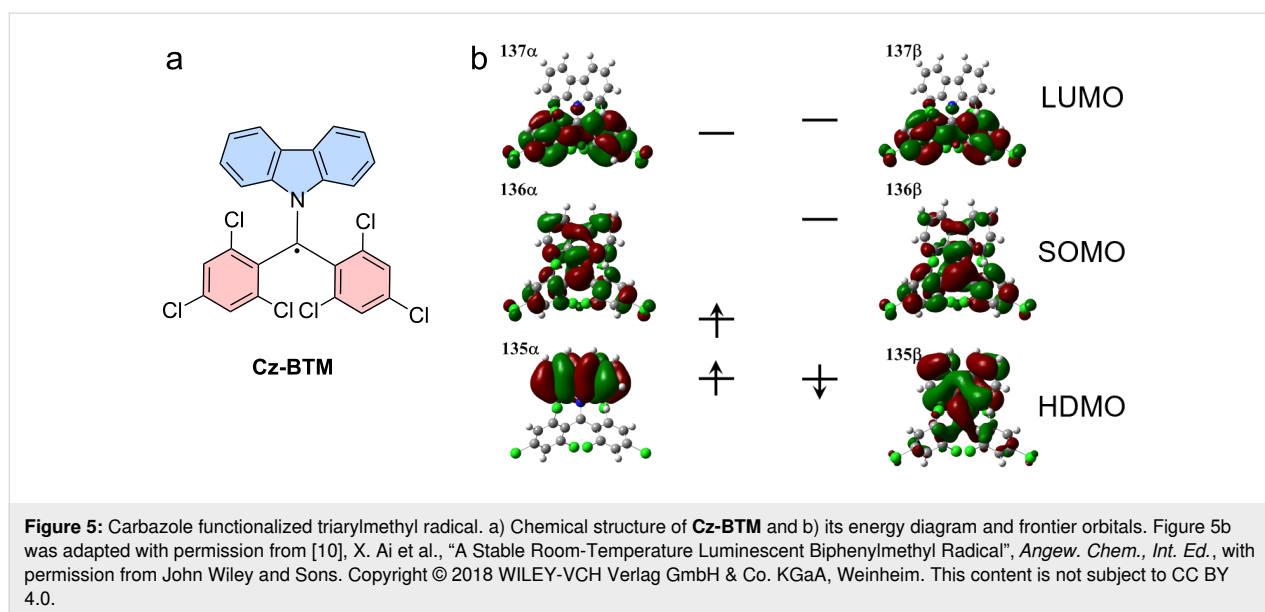 a
b
137α
137β
LUMO
136α
136β
SOMO
135α
135β
HDMO
N
Cl
Cl
Cl
Cl
Cl
Cl
Cz-BTM
Figure 5: Carbazole functionalized triarylmethyl radical. a) Chemical structure of Cz-BTM and b) its energy diagram and frontier orbitals. Figure 5b
was adapted with permission from [10], X. Ai et al., “A Stable Room-Temperature Luminescent Biphenylmethyl Radical”, Angew. Chem., Int. Ed., with
permission from John Wiley and Sons. Copyright © 2018 WILEY-VCH Verlag GmbH & Co. KGaA, Weinheim. This content is not subject to CC BY
4.0.